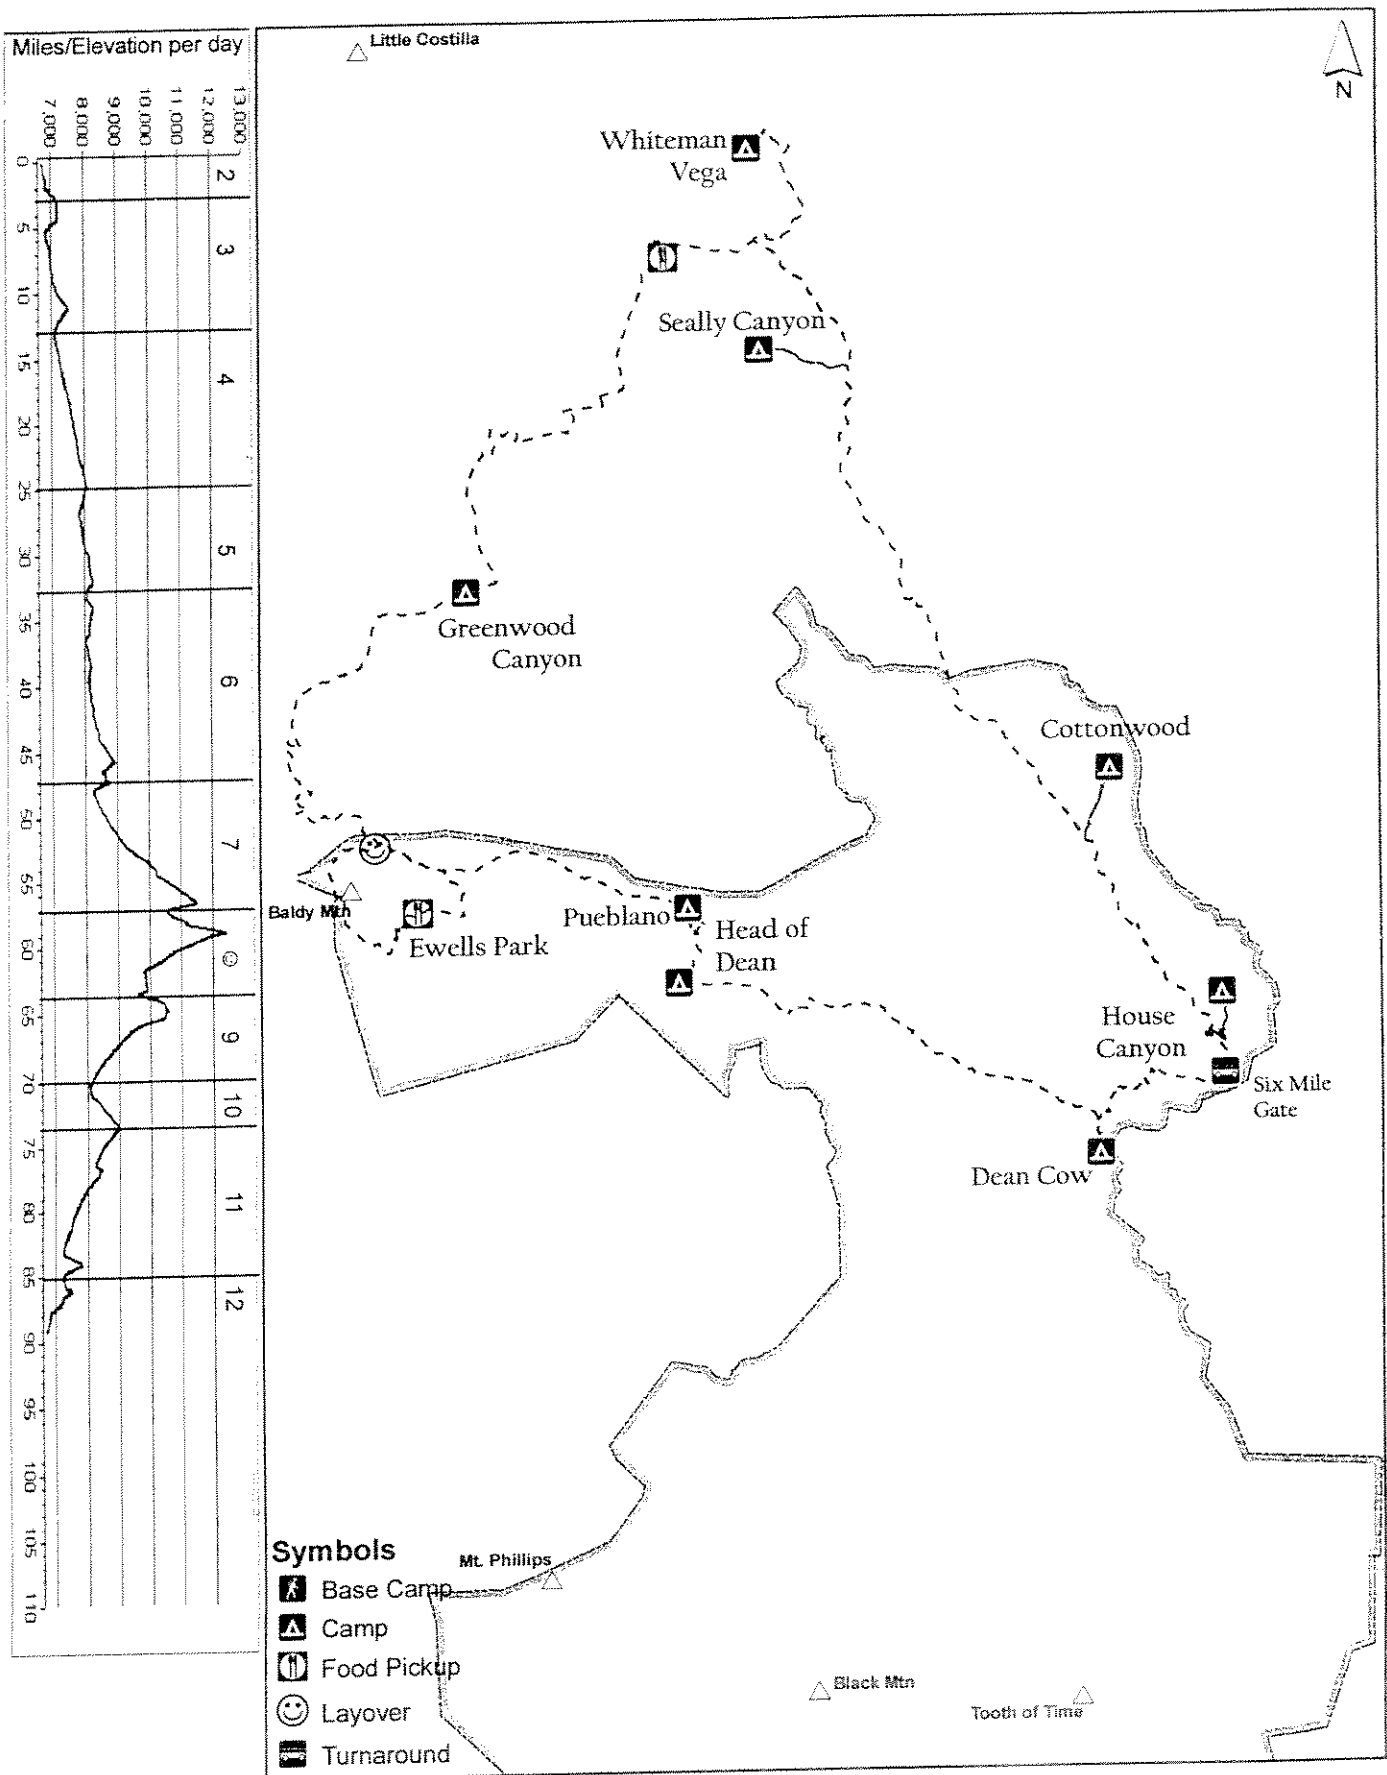 Miles/Elevation per day
13,000
12,000
11,000
10,000
9,000
8,000
7,000
0
5
10
15
20
25
30
35
40
45
50
55
60
65
70
75
80
85
90
95
100
105
110
2
3
4
5
6
7
9
10
11
12
Little Costilla
N
Whiteman
Vega
Seally Canyon
Greenwood
Canyon
Cottonwood
Baldy Mtn
Ewells Park
Pueblano
Head of
Dean
House
Canyon
Six Mile
Gate
Dean Cow
Symbols
Base Camp
Camp
Food Pickup
Layover
Turnaround
Mt. Phillips
Black Mtn
Tooth of Time